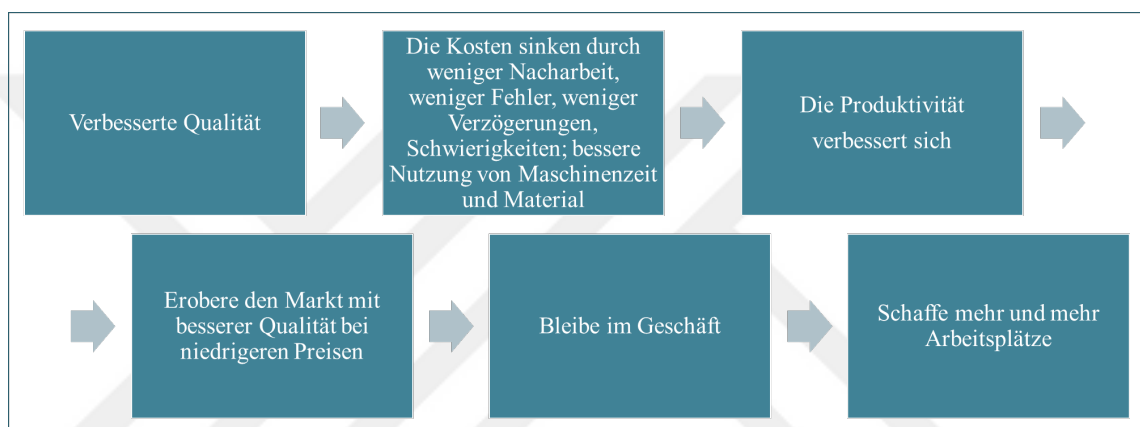 Verbesserte Qualität
Die Kosten sinken durch
weniger Nacharbeit,
weniger Fehler, weniger
Verzögerungen,
Schwierigkeiten; bessere
Nutzung von Maschinenzeit
und Material
Die Produktivität
verbessert sich
Erobere den Markt mit
besserer Qualität bei
niedrigeren Preisen
Bleibe im Geschäft
Schaffe mehr und mehr
Arbeitsplätze